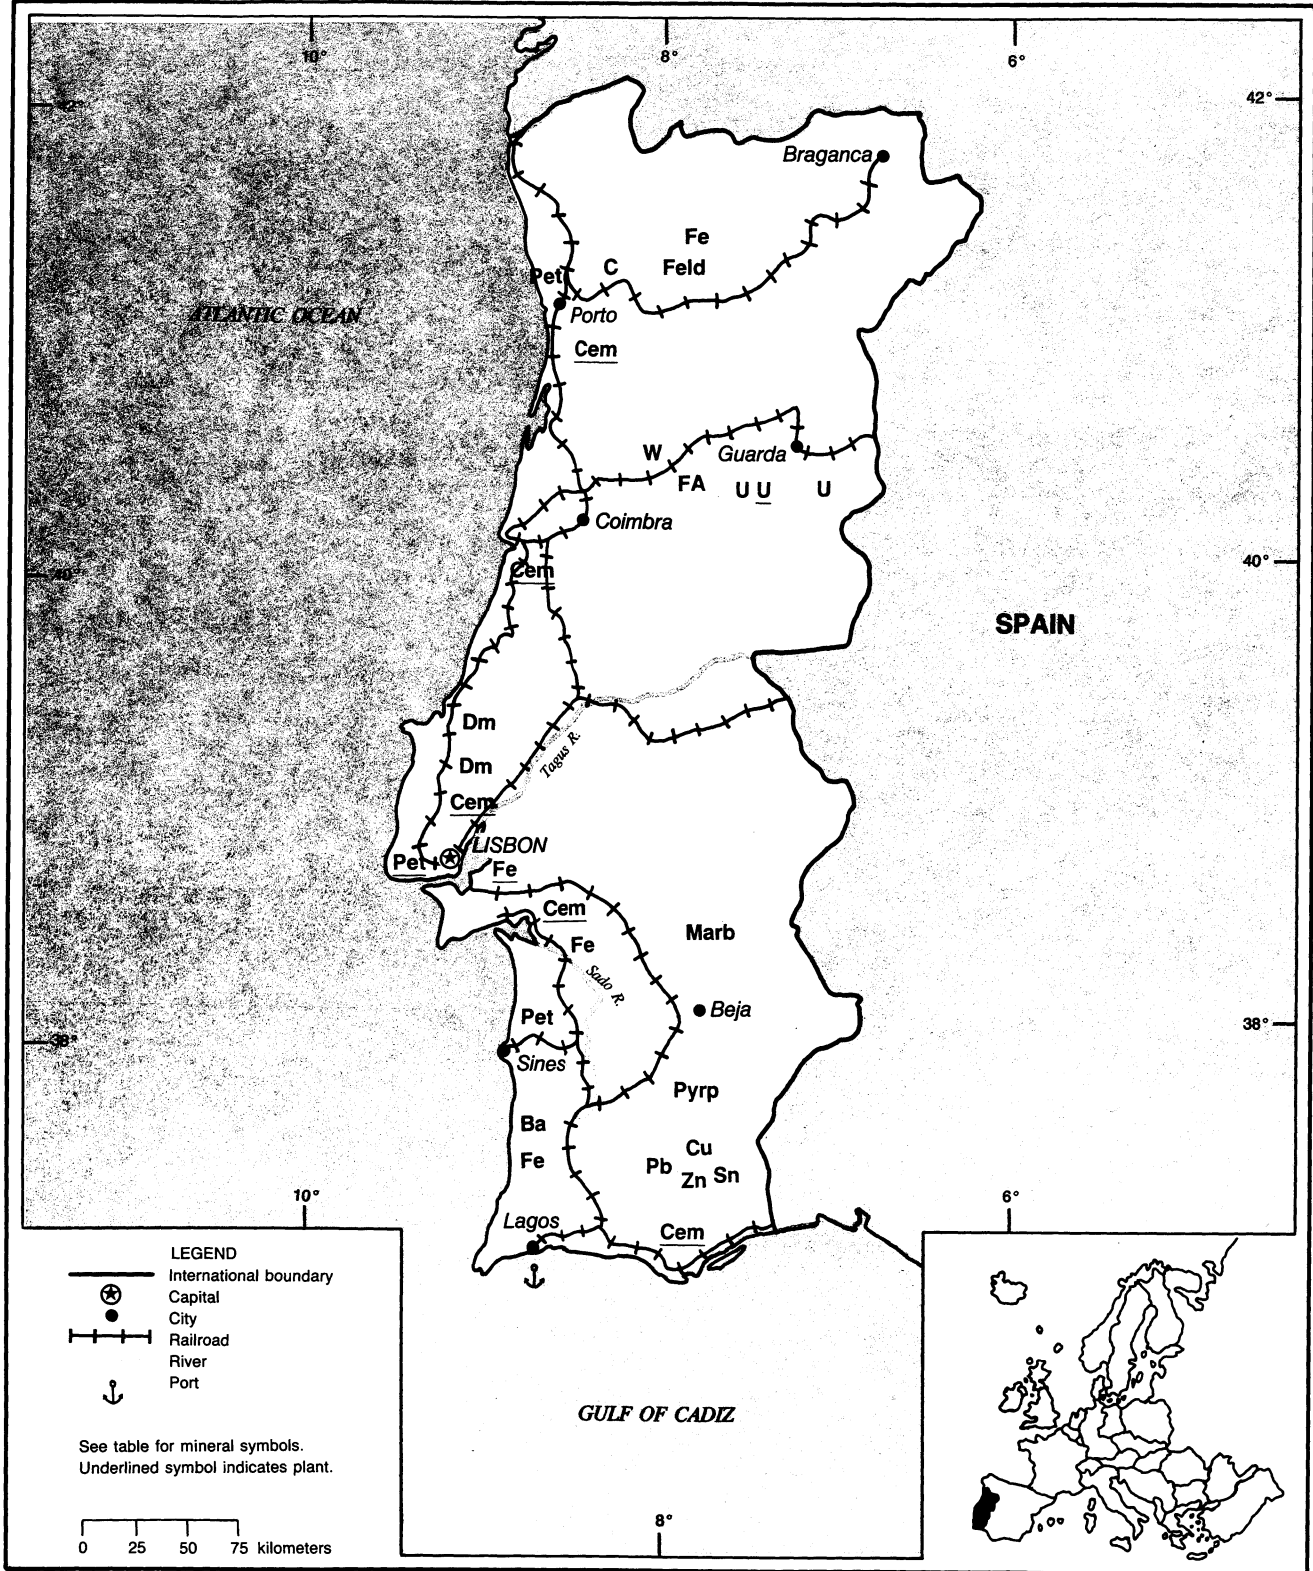 10°
8°
6°
42°
42°
Braganca
Fe
Pet
C
Feld
ATLANTIC OCEAN
Porto
Cem
W
Guarda
FA
U U
U
Coimbra
40°
Cem
40°
SPAIN
Dm
Tagus R.
Dm
Cem
LISBON
Pet
Fe
Cem
Marb
Fe
Sado R.
Pet
Beja
38°
38°
Sines
Pyrp
Ba
Cu
Fe
Pb
Zn
Sn
10°
6°
Lagos
Cem
LEGEND
International boundary
Capital
City
Railroad
River
Port
GULF OF CADIZ
See table for mineral symbols.
Underlined symbol indicates plant.
8°
0 25 50 75 kilometers